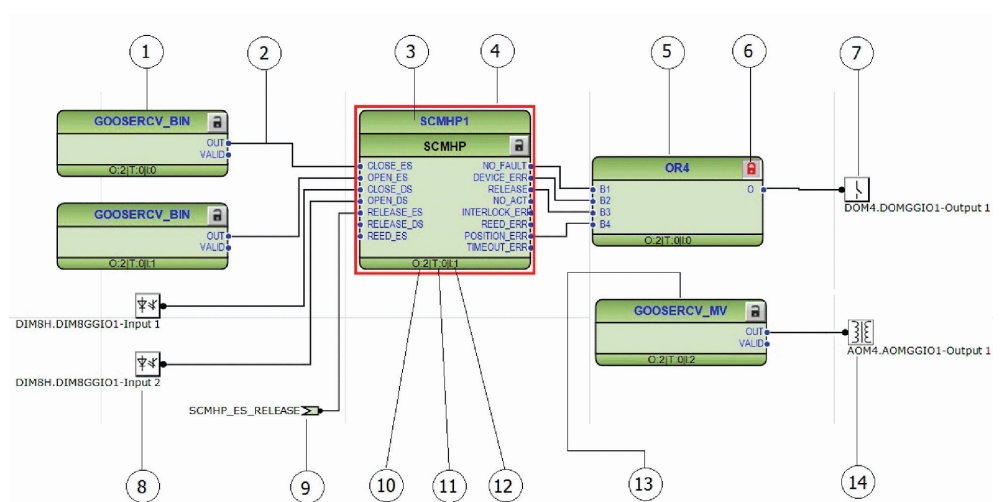 1
2
3
4
5
6
7
GOOSERCV_BIN
OUT
VALID
O:2|T:0|I:0
GOOSERCV_BIN
OUT
VALID
O:2|T:0|I:1
SCMHP1
SCMHP
CLOSE_ES NO_FAULT
OPEN_ES DEVICE_ERR
CLOSE_DS RELEASE
OPEN_DS NO_ACT
RELEASE_ES INTERLOCK_ERR
RELEASE_DS REED_ERR
REED_ES POSITION_ERR
TIMEOUT_ERR
O:2|T:0|I:1
OR4
B1 O
B2
B3
B4
O:2|T:0|I:0
DOM4.DOMGGIO1-Output 1
GOOSERCV_MV
OUT
VALID
O:2|T:0|I:2
AOM4.AOMGGIO1-Output 1
DIM8H.DIM8GGIO1-Input 1
DIM8H.DIM8GGIO1-Input 2
SCMHP_ES_RELEASE
8
9
10
11
12
13
14